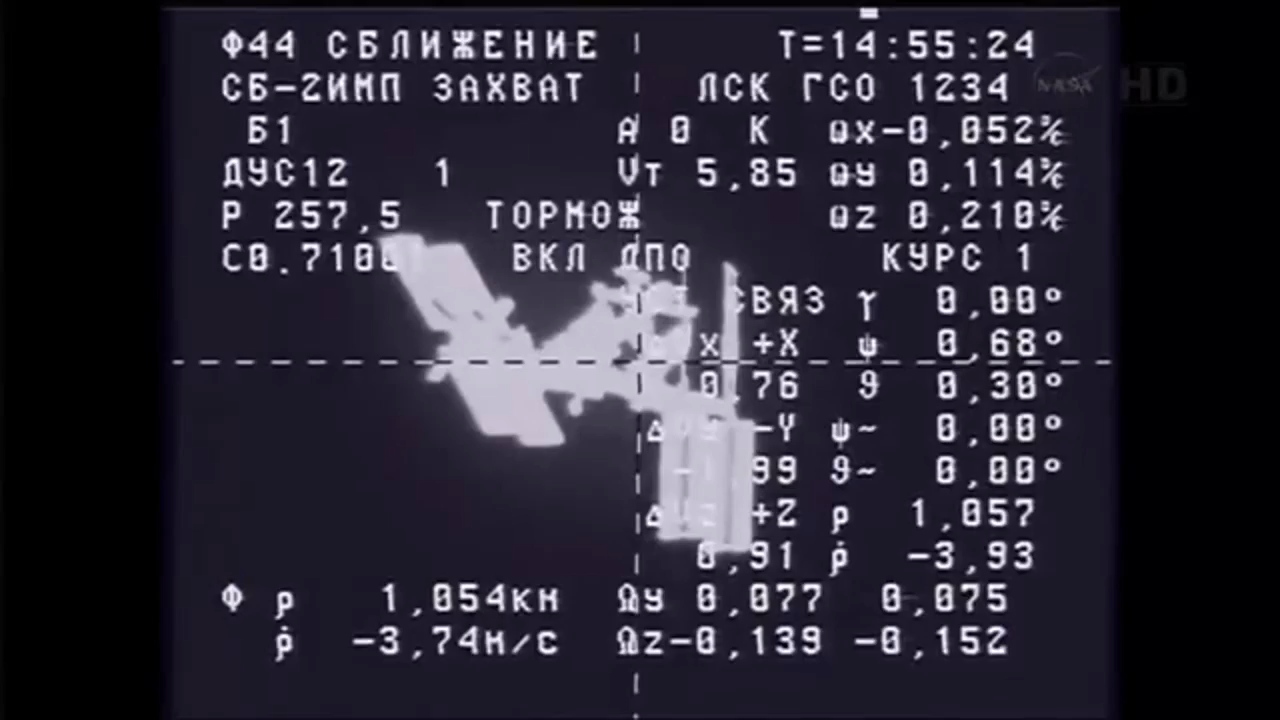 Ф44 СБЛИЖЕНИЕ T=14:55:24
СБ-2ИМП ЗАХВАТ ЛСК ГСО 1234
NASA HD
Б1 А 0 К ωX-0,052%
ДУС12 1 Vт 5,85 ωУ 0,114%
Р 257,5 ТОРМОЖ ωZ 0,210%
ВКЛ ДПО КУРС 1
СВЯЗ γ 0,00°
X +X ψ 0,68°
0,76 ϑ 0,30°
-Y ψ~ 0,00°
ϑ~ 0,00°
+Z ρ 1,057
0,91 ρ̇ -3,93
Ф ρ 1,054км ΩУ 0,077 0,075
ρ̇ -3,74м/с Ωz-0,139 -0,152